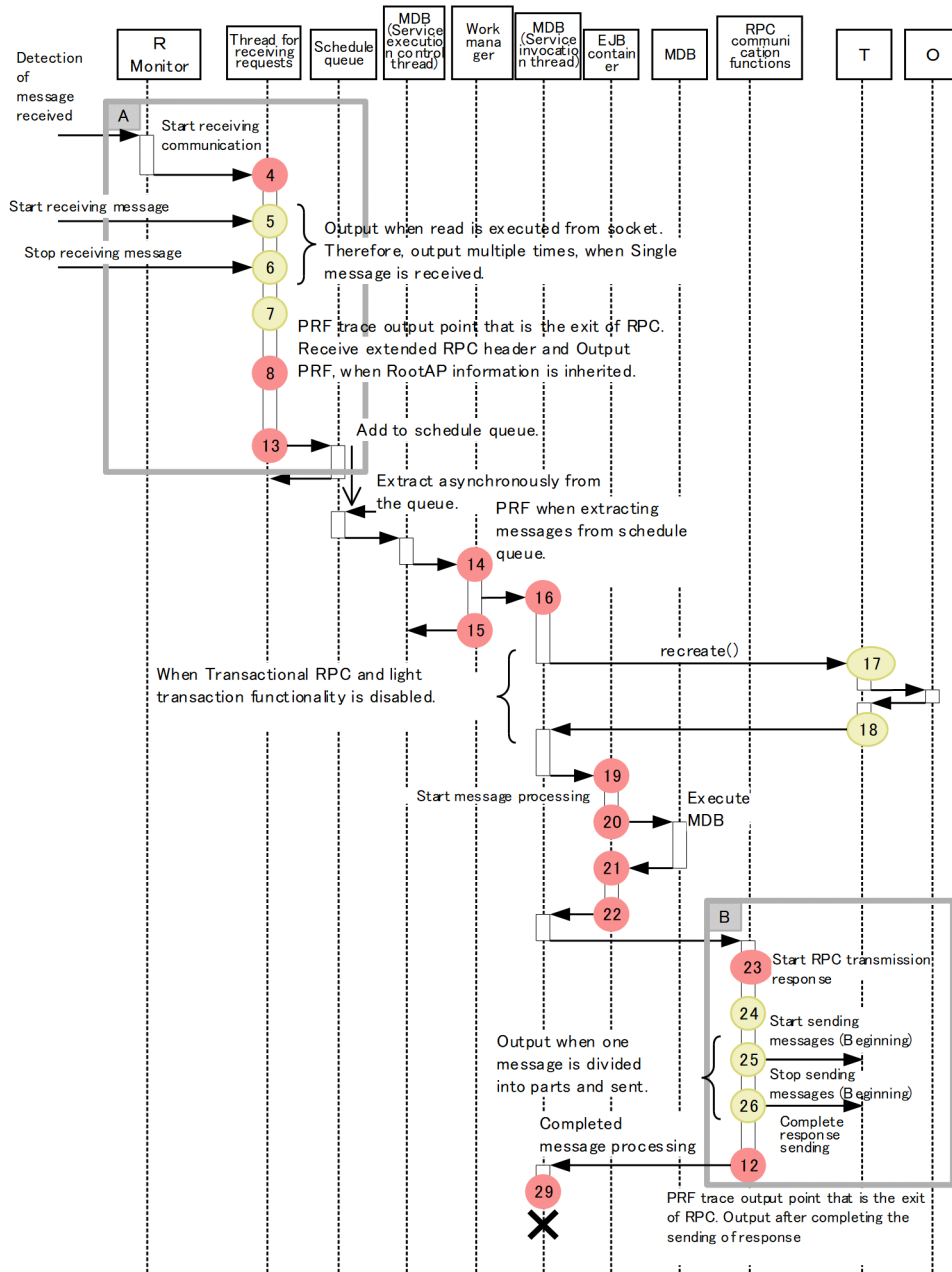 Detection
of
message
received
R
Monitor
Thread for
receiving
requests
Schedule
queue
MDB
(Service
execution
n control
thread)
Work
mana
ger
MDB
(Service
invocatio
n thread)
EJB
contain
er
MDB
RPC
communi
cation
functions
T
O
A
Start receiving
communication
4
Start receiving message
5
Output when read is executed from socket.
Therefore, output multiple times, when Single
message is received.
Stop receiving message
6
7
PRF trace output point that is the exit of RPC.
Receive extended RPC header and Output
PRF, when RootAP information is inherited.
8
13
Add to schedule queue.
Extract asynchronously from
the queue.
PRF when extracting
messages from schedule
queue.
14
16
15
When Transactional RPC and light
transaction functionality is disabled.
recreate()
17
18
19
Start message processing
20
Execute
MDB
21
22
B
23
Start RPC transmission
response
24
Start sending
messages (Beginning)
Output when one
message is divided
into parts and sent.
25
Stop sending
messages (Beginning)
26
Complete
response
sending
Completed
message processing
12
29
PRF trace output point that is the exit
of RPC. Output after completing the
sending of response